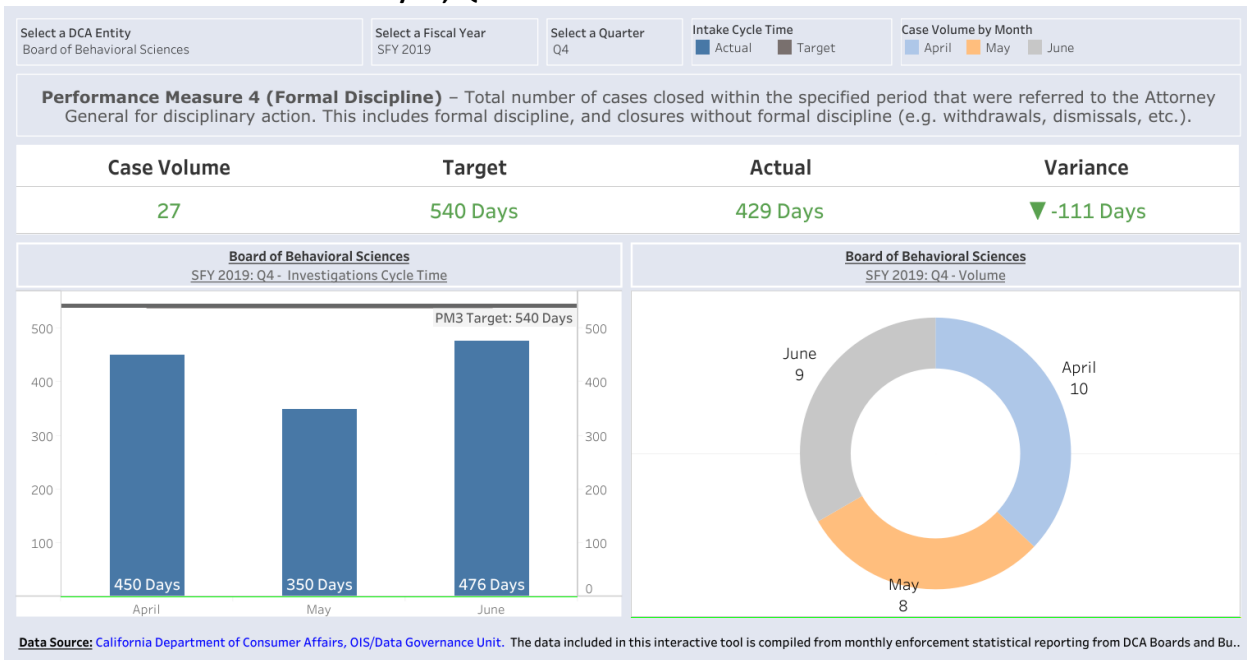 Select a DCA Entity
Board of Behavioral Sciences
Select a Fiscal Year
SFY 2019
Select a Quarter
Q4
Intake Cycle Time
Actual Target
Case Volume by Month
April May June
Performance Measure 4 (Formal Discipline) – Total number of cases closed within the specified period that were referred to the Attorney
General for disciplinary action. This includes formal discipline, and closures without formal discipline (e.g. withdrawals, dismissals, etc.).
Case Volume Target Actual Variance
27 540 Days 429 Days ▼ -111 Days
Board of Behavioral Sciences
SFY 2019: Q4 - Investigations Cycle Time
PM3 Target: 540 Days
500 500
400 400
300 300
200 200
100 100
0
450 Days 350 Days 476 Days
April May June
Board of Behavioral Sciences
SFY 2019: Q4 - Volume
June
9
April
10
May
8
Data Source: California Department of Consumer Affairs, OIS/Data Governance Unit. The data included in this interactive tool is compiled from monthly enforcement statistical reporting from DCA Boards and Bu..